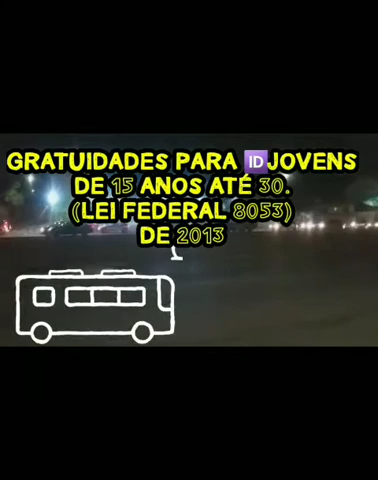 GRATUIDADES PARA 🆔JOVENS
DE 15 ANOS ATÉ 30.
(LEI FEDERAL 8053)
DE 2013